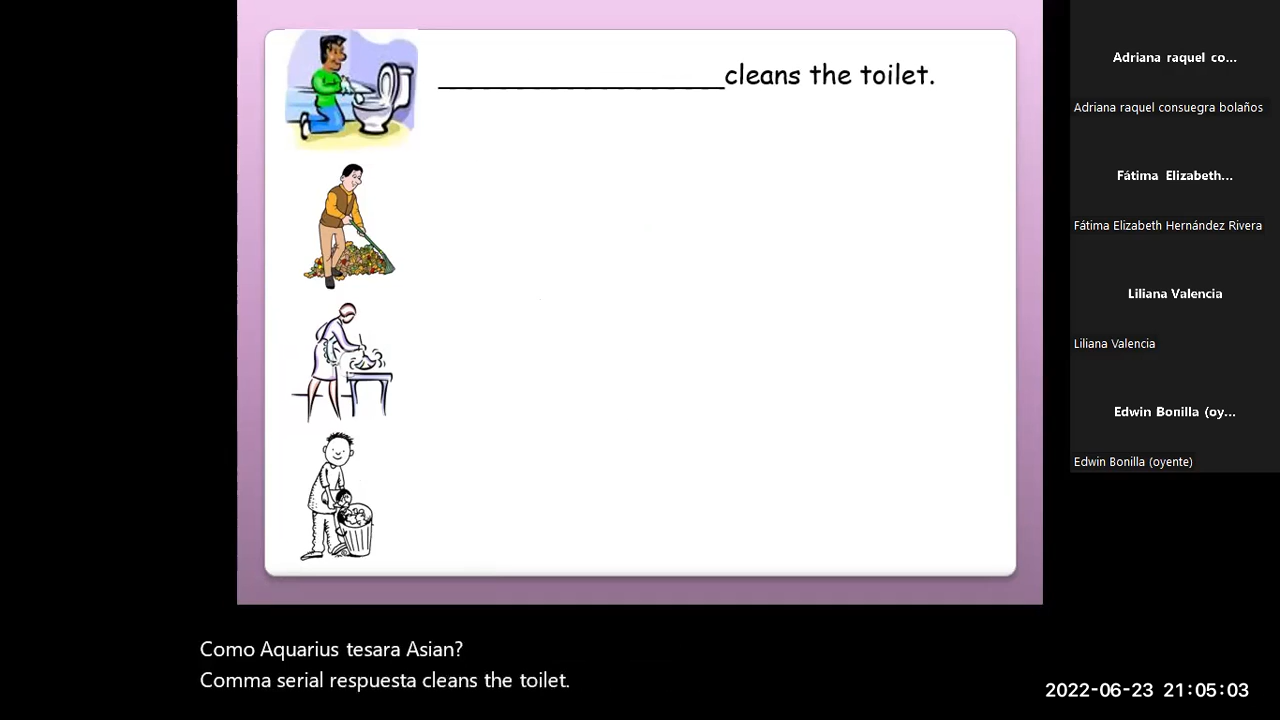 __________________cleans the toilet.
Adriana raquel co...
Adriana raquel consuegra bolaños
Fátima Elizabeth...
Fátima Elizabeth Hernández Rivera
Liliana Valencia
Liliana Valencia
Edwin Bonilla (oy...
Edwin Bonilla (oyente)
Como Aquarius tesara Asian?
Comma serial respuesta cleans the toilet.
2022-06-23 21:05:03